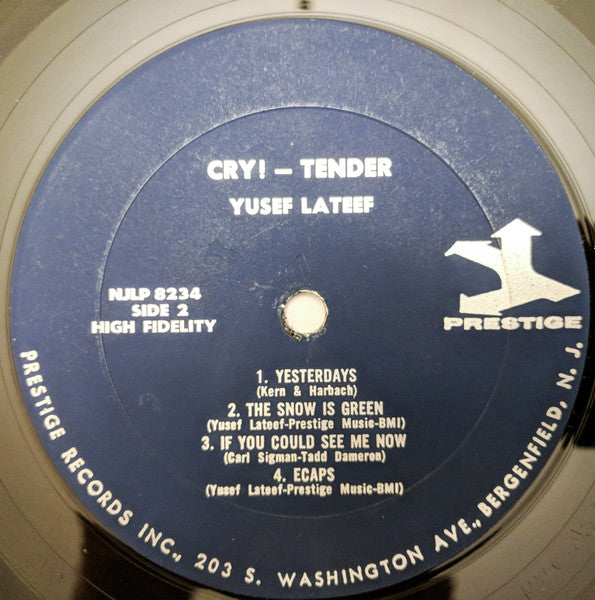 CRY! — TENDER
YUSEF LATEEF
NJLP 8234
SIDE 2
HIGH FIDELITY
PRESTIGE
1. YESTERDAYS
(Kern & Harbach)
2. THE SNOW IS GREEN
(Yusef Lateef-Prestige Music-BMI)
3. IF YOU COULD SEE ME NOW
(Carl Sigman-Tadd Dameron)
4. ECAPS
(Yusef Lateef-Prestige Music-BMI)
PRESTIGE RECORDS INC., 203 S. WASHINGTON AVE., BERGENFIELD, N. J.